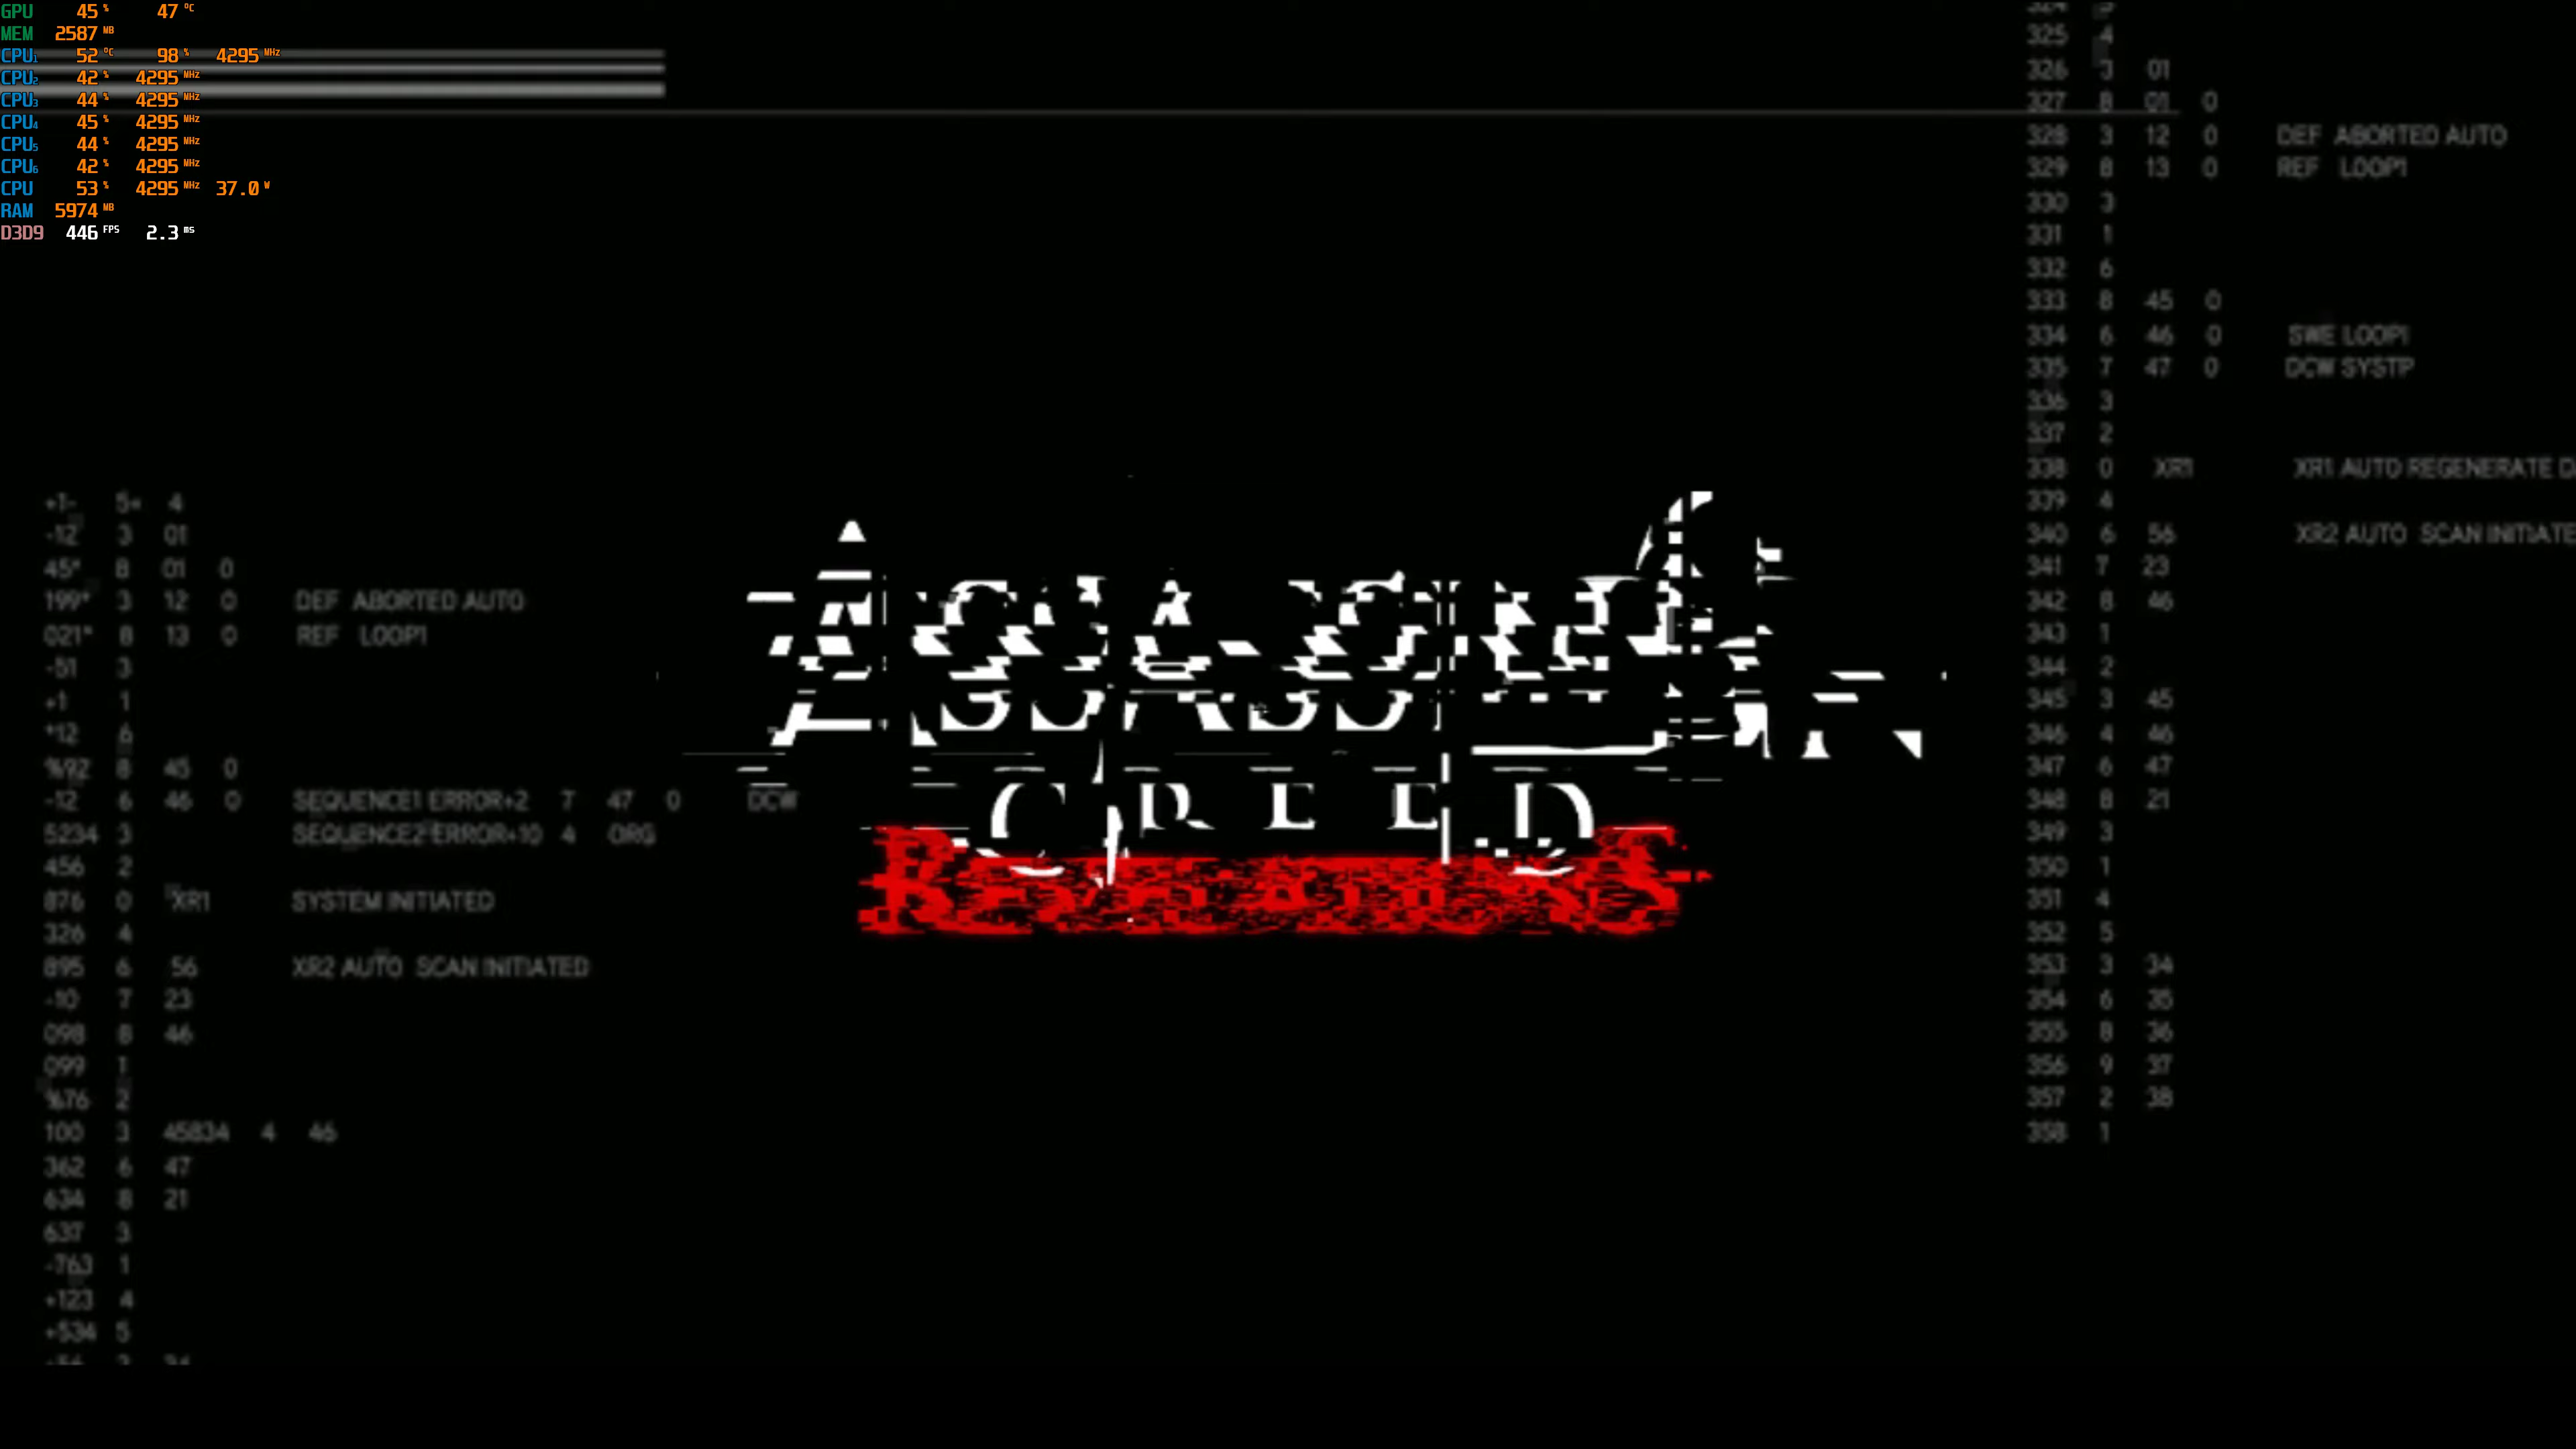 GPU 45 % 47 °C
MEM 2587 MB
CPU1 52 °C 98 % 4295 MHz
CPU2 42 % 4295 MHz
CPU3 44 % 4295 MHz
CPU4 45 % 4295 MHz
CPU5 44 % 4295 MHz
CPU6 42 % 4295 MHz
CPU 53 % 4295 MHz 37.0 W
RAM 5974 MB
D3D9 446 FPS 2.3 ms
+1- 4
-12 3 01
45* 8 01 0
199* 3 12 0 DEF ABORTED AUTO
021* 8 13 0 REF LOOP1
-51 3
+1 1
*12 6
%92 8 45 0
-12 6 46 0 SEQUENCE1 ERROR+2 7 47 0 DCW
5234 3 SEQUENCE2 ERROR+10 4 ORG
456 2
876 0 XR1 SYSTEM INITIATED
326 4
895 6 56 XR2 AUTO SCAN INITIATED
-10 7 23
098 8 46
099 1
%76 2
100 3 45834 4 46
362 6 47
634 8 21
637 3
-763 1
+123 4
+534 5
ASSASSIN'S
CREED
REVELATIONS
325 4
326 3 01
327 8 01 0
328 3 12 0 DEF ABORTED AUTO
329 8 13 0 REF LOOP1
330 3
331 1
332 6
333 8 45 0
334 6 46 0 SWE LOOP1
335 7 47 0 DCW SYSTP
336 3
337 2
338 0 XR1 XR1 AUTO REGENERATE
339 4
340 6 56 XR2 AUTO SCAN INITIATE
341 7 23
342 8 46
343 1
344 2
345 3 45
346 4 46
347 6 47
348 8 21
349 3
350 1
351 4
352 5
353 3 34
354 6 35
355 8 36
356 9 37
357 2 38
358 1